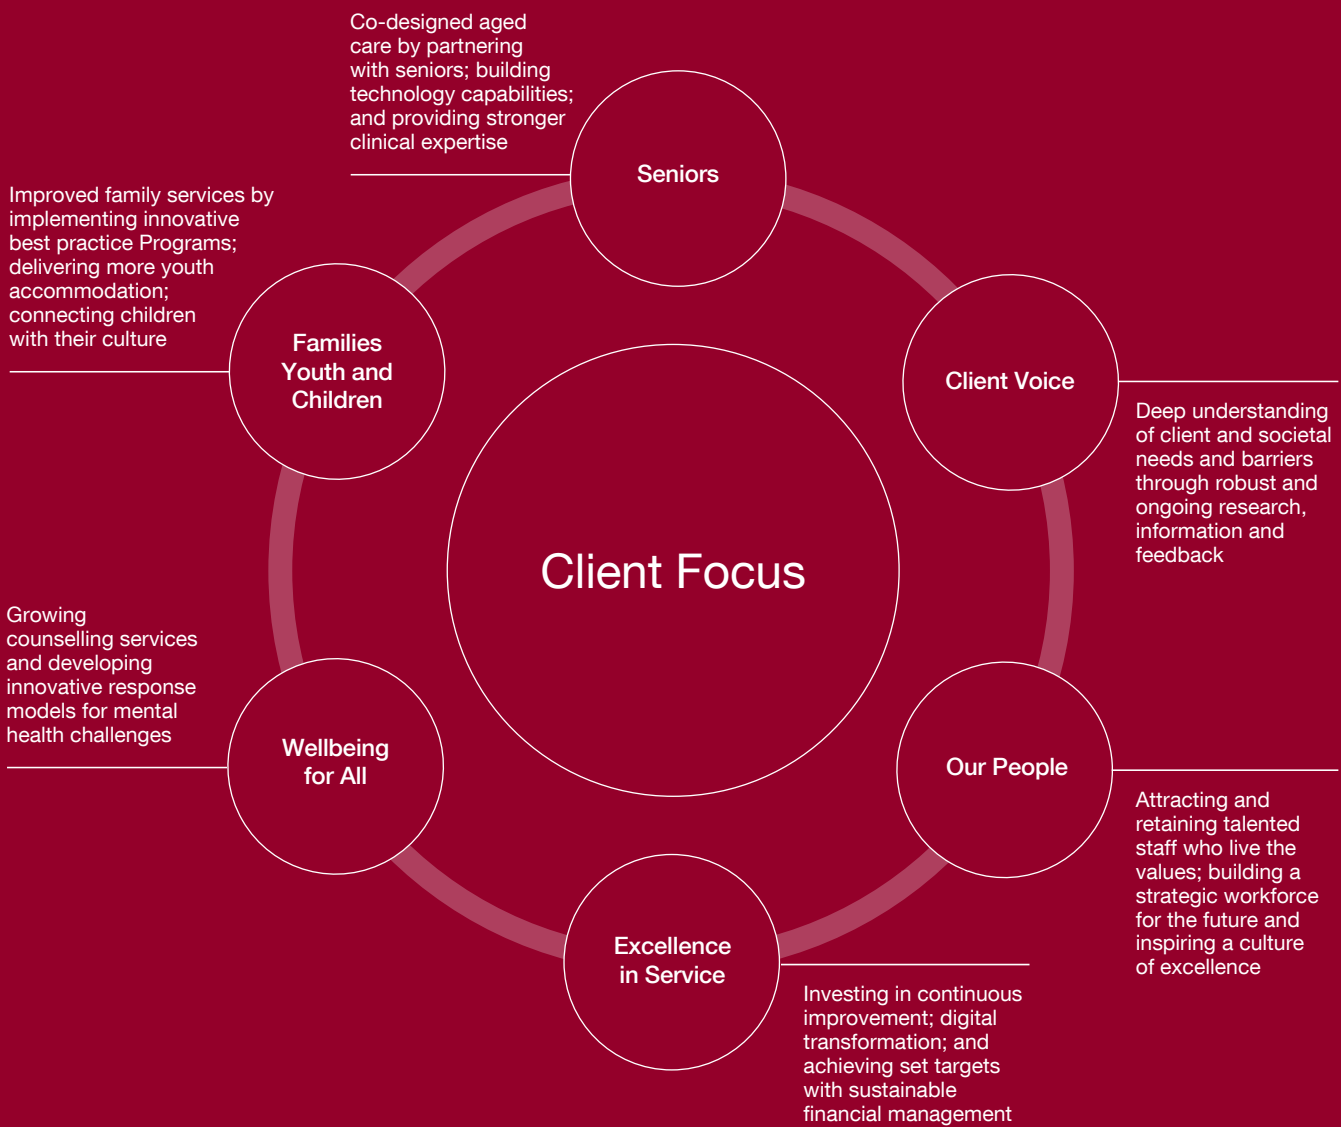 Co-designed aged
care by partnering
with seniors; building
technology capabilities;
and providing stronger
clinical expertise
Seniors
Improved family services by
implementing innovative
best practice Programs;
delivering more youth
accommodation;
connecting children
with their culture
Families
Youth and
Children
Client Voice
Deep understanding
of client and societal
needs and barriers
through robust and
ongoing research,
information and
feedback
Client Focus
Growing
counselling services
and developing
innovative response
models for mental
health challenges
Wellbeing
for All
Our People
Attracting and
retaining talented
staff who live the
values; building a
strategic workforce
for the future and
inspiring a culture
of excellence
Excellence
in Service
Investing in continuous
improvement; digital
transformation; and
achieving set targets
with sustainable
financial management